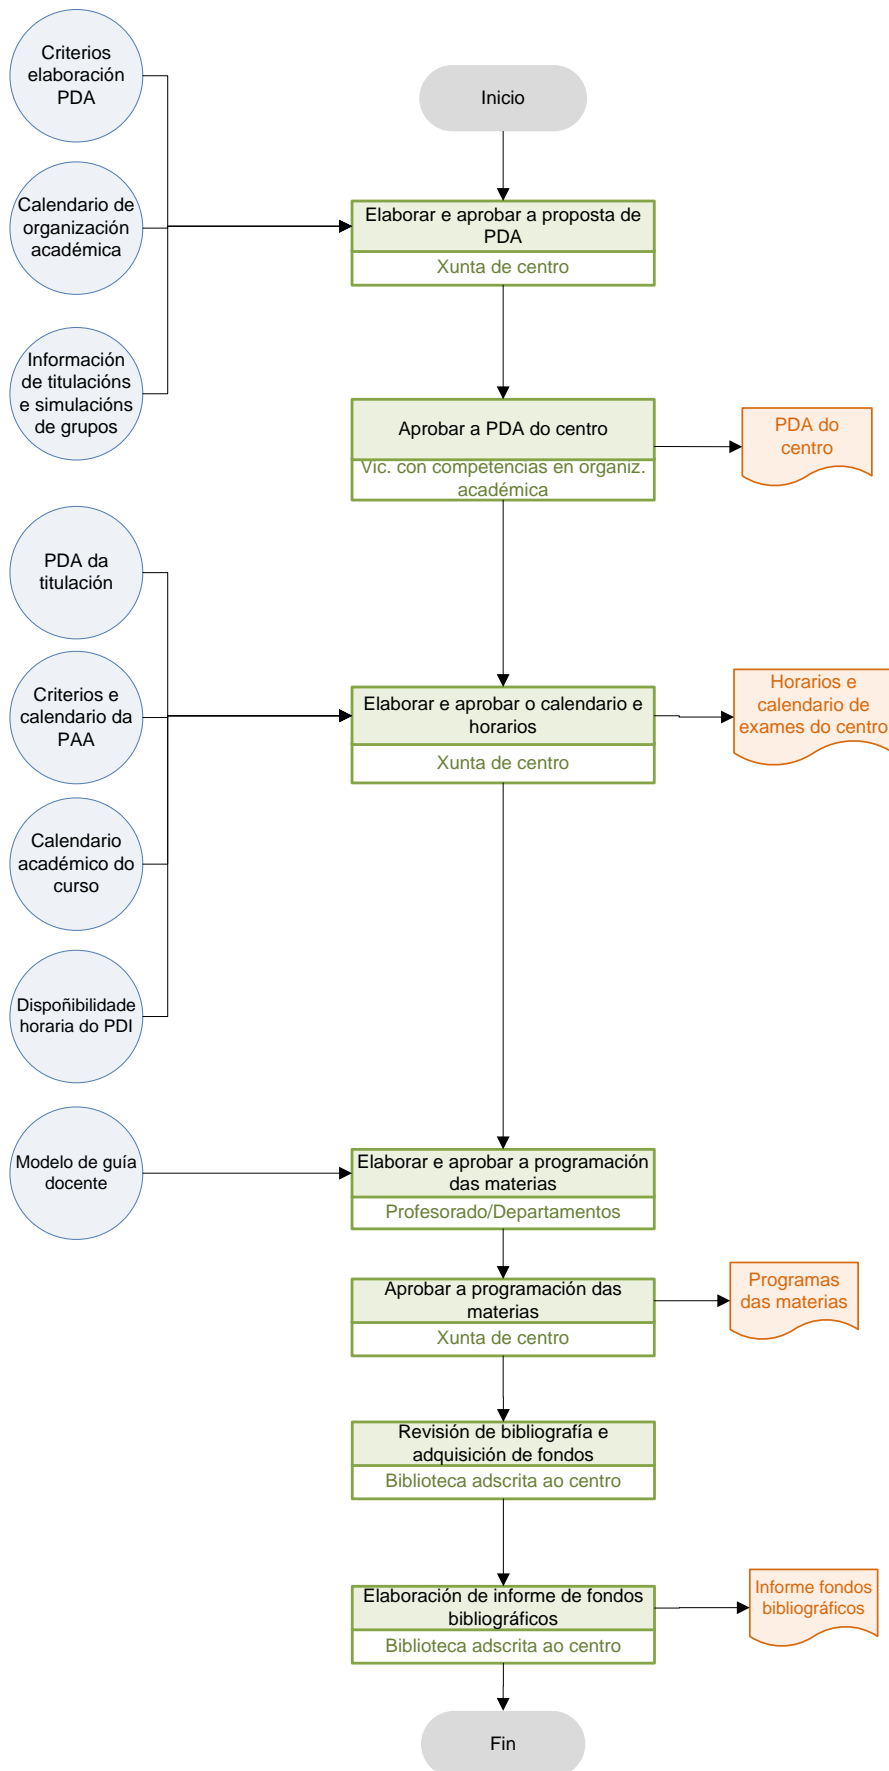 Criterios
elaboración
PDA
Inicio
Calendario de
organización
académica
Elaborar e aprobar a proposta de
PDA
Xunta de centro
Información
de titulacións
e simulacións
de grupos
Aprobar a PDA do centro
Vic. con competencias en organiz.
académica
PDA do
centro
PDA da
titulación
Criterios e
calendario da
PAA
Elaborar e aprobar o calendario e
horarios
Xunta de centro
Horarios e
calendario de
exames do centro
Calendario
académico do
curso
Dispoñibilidade
horaria do PDI
Modelo de guía
docente
Elaborar e aprobar a programación
das materias
Profesorado/Departamentos
Aprobar a programación das
materias
Xunta de centro
Programas
das materias
Revisión de bibliografía e
adquisición de fondos
Biblioteca adscrita ao centro
Elaboración de informe de fondos
bibliográficos
Biblioteca adscrita ao centro
Informe fondos
bibliográficos
Fin